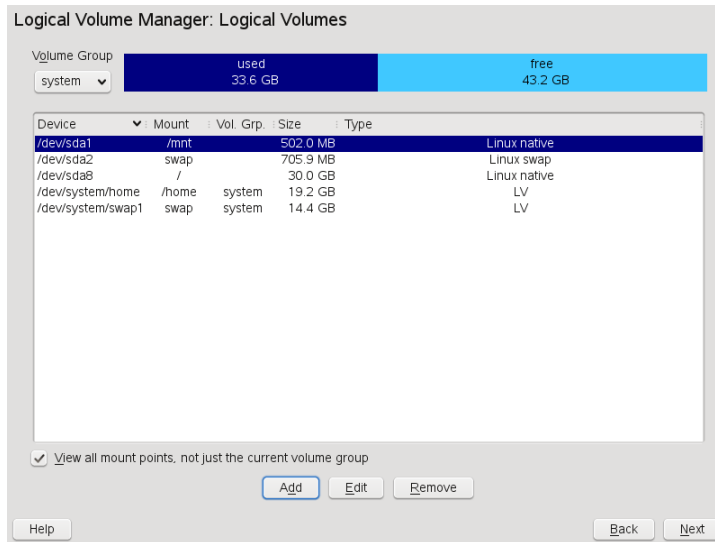 Logical Volume Manager: Logical Volumes
Volume Group
system
used
33.6 GB
free
43.2 GB
Device Mount Vol. Grp. Size Type
/dev/sda1 /mnt 502.0 MB Linux native
/dev/sda2 swap 705.9 MB Linux swap
/dev/sda8 / 30.0 GB Linux native
/dev/system/home /home system 19.2 GB LV
/dev/system/swap1 swap system 14.4 GB LV
View all mount points, not just the current volume group
Add Edit Remove
Help Back Next